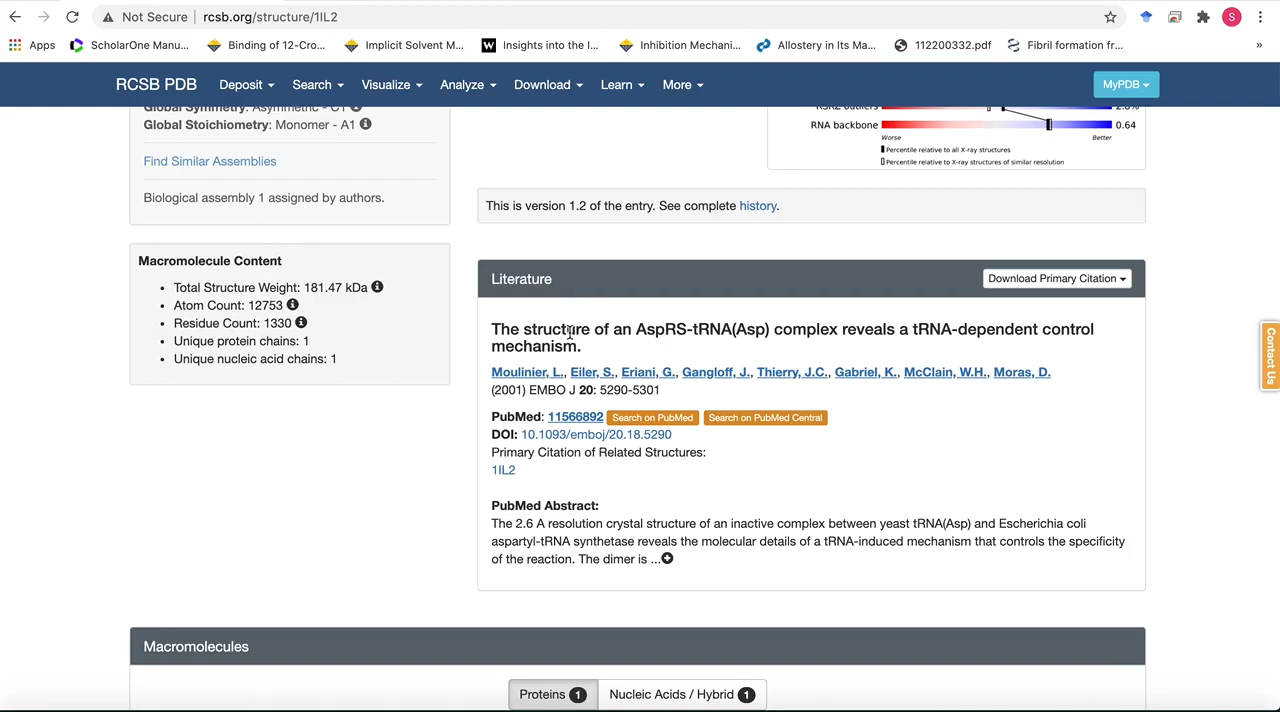 Not Secure | rcsb.org/structure/1IL2
S
Apps ScholarOne Manu... Binding of 12-Cro... Implicit Solvent M... W Insights into the I... Inhibition Mechani... Allostery in Its Ma... 112200332.pdf Fibril formation fr... »
RCSB PDB Deposit Search Visualize Analyze Download Learn More MyPDB
Global Symmetry: Asymmetric - C1
Global Stoichiometry: Monomer - A1
Find Similar Assemblies
Biological assembly 1 assigned by authors.
RSRZ outliers 2.6%
RNA backbone 0.64
Worse Better
Percentile relative to all X-ray structures
Percentile relative to X-ray structures of similar resolution
This is version 1.2 of the entry. See complete history.
Macromolecule Content
Total Structure Weight: 181.47 kDa
Atom Count: 12753
Residue Count: 1330
Unique protein chains: 1
Unique nucleic acid chains: 1
Literature
Download Primary Citation
The structure of an AspRS-tRNA(Asp) complex reveals a tRNA-dependent control
mechanism.
Moulinier, L., Eiler, S., Eriani, G., Gangloff, J., Thierry, J.C., Gabriel, K., McClain, W.H., Moras, D.
(2001) EMBO J 20: 5290-5301
PubMed: 11566892 Search on PubMed Search on PubMed Central
DOI: 10.1093/emboj/20.18.5290
Primary Citation of Related Structures:
1IL2
PubMed Abstract:
The 2.6 A resolution crystal structure of an inactive complex between yeast tRNA(Asp) and Escherichia coli
aspartyl-tRNA synthetase reveals the molecular details of a tRNA-induced mechanism that controls the specificity
of the reaction. The dimer is ...
Contact Us
Macromolecules
Proteins 1 Nucleic Acids / Hybrid 1